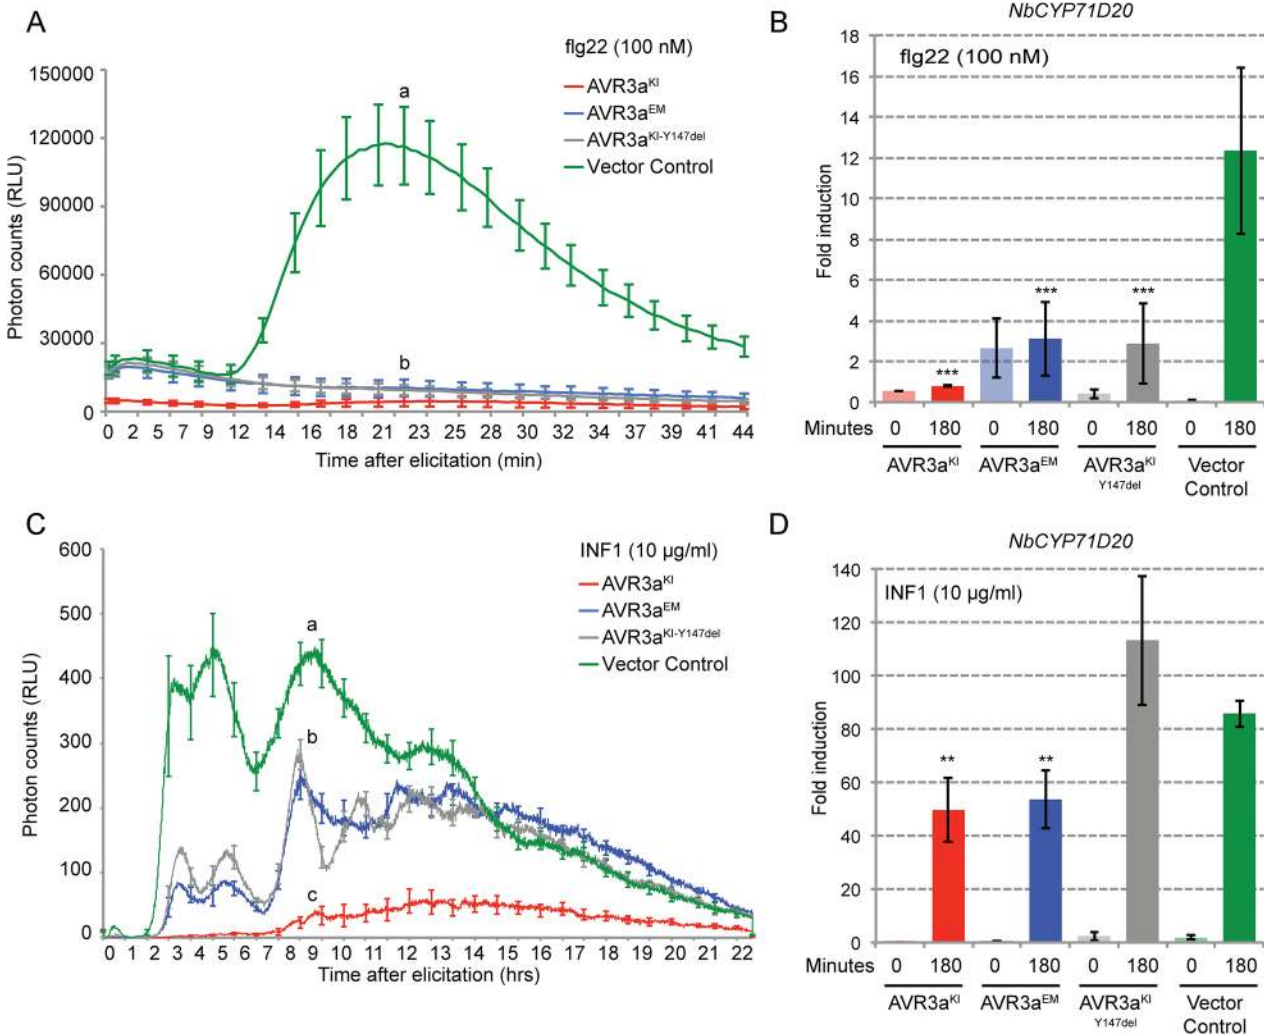 A
flg22 (100 nM)
AVR3aKI
AVR3aEM
AVR3aKI-Y147del
Vector Control
Photon counts (RLU)
150000
120000
90000
60000
30000
0
a
b
0 2 5 7 9 12 14 16 18 21 23 25 28 30 32 34 37 39 41 44
Time after elicitation (min)
B
NbCYP71D20
flg22 (100 nM)
Fold induction
18
16
14
12
10
8
6
4
2
0
***
***
***
Minutes 0 180 0 180 0 180 0 180
AVR3aKI AVR3aEM AVR3aKI Vector
Y147del Control
C
INF1 (10 µg/ml)
AVR3aKI
AVR3aEM
AVR3aKI-Y147del
Vector Control
Photon counts (RLU)
600
500
400
300
200
100
0
a
b
c
0 1 2 3 4 5 6 7 8 9 10 11 12 13 14 15 16 17 18 19 20 21 22
Time after elicitation (hrs)
D
NbCYP71D20
INF1 (10 µg/ml)
Fold induction
140
120
100
80
60
40
20
0
**
**
Minutes 0 180 0 180 0 180 0 180
AVR3aKI AVR3aEM AVR3aKI Vector
Y147del Control